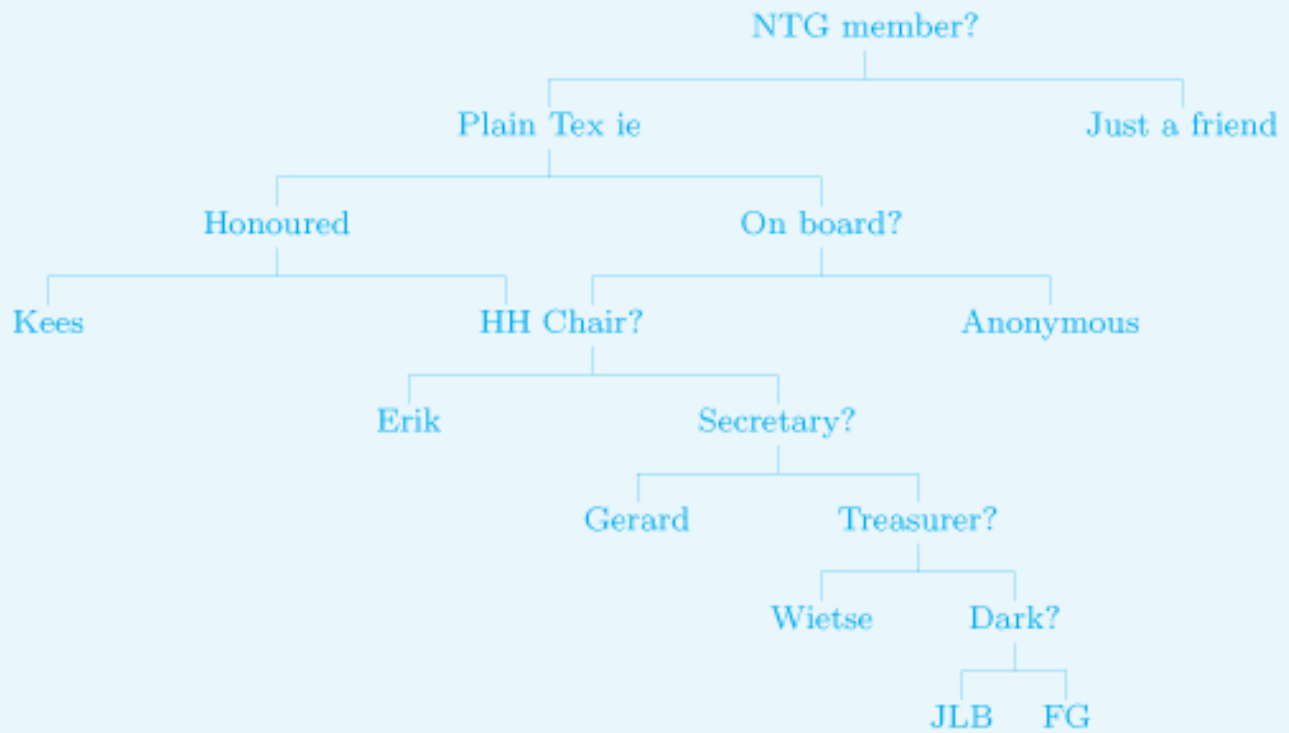 NTG member?
Plain Tex ie Just a friend
Honoured On board?
Kees HH Chair? Anonymous
Erik Secretary?
Gerard Treasurer?
Wietse Dark?
JLB FG